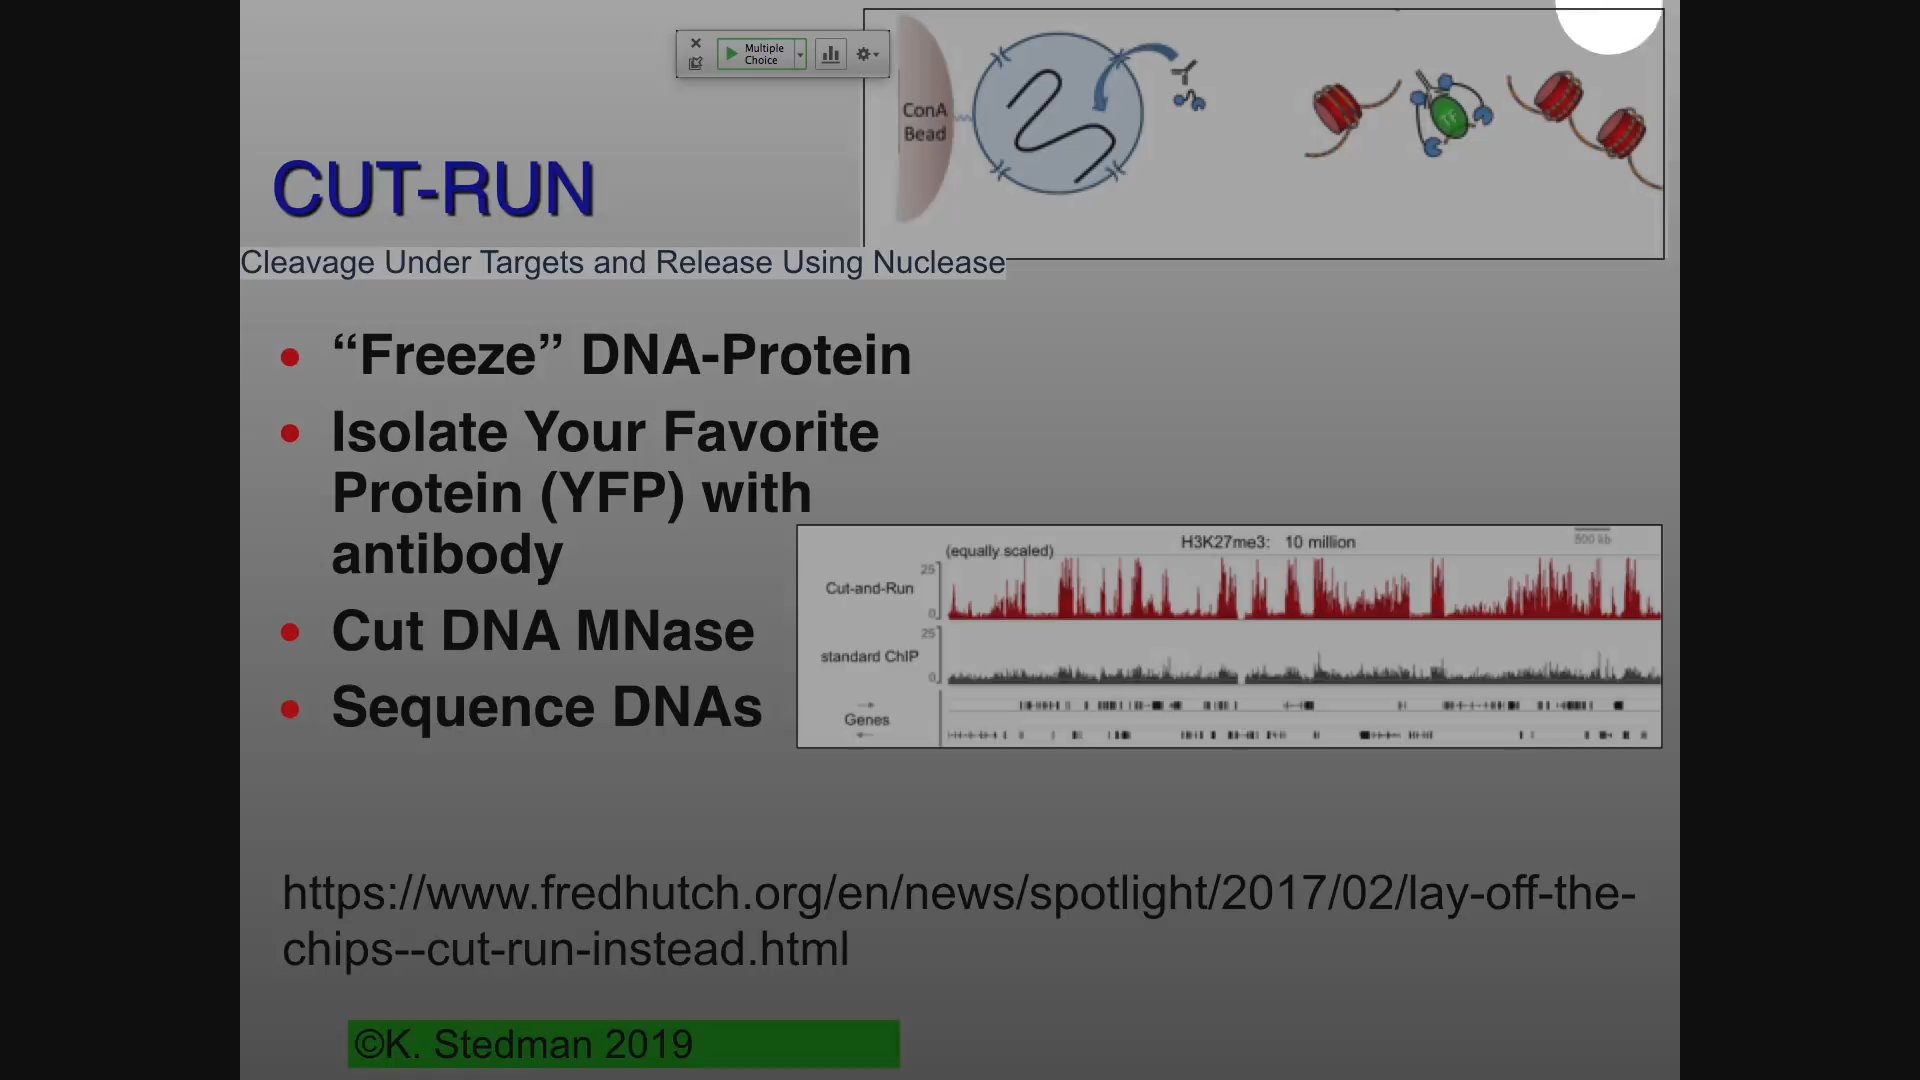 Multiple
Choice
ConA
Bead
TF
CUT-RUN
Cleavage Under Targets and Release Using Nuclease
“Freeze” DNA-Protein
Isolate Your Favorite
Protein (YFP) with
antibody
Cut DNA MNase
Sequence DNAs
(equally scaled)
H3K27me3: 10 million
500 kb
25
Cut-and-Run
0
25
standard ChIP
0
Genes
https://www.fredhutch.org/en/news/spotlight/2017/02/lay-off-the-
chips--cut-run-instead.html
©K. Stedman 2019